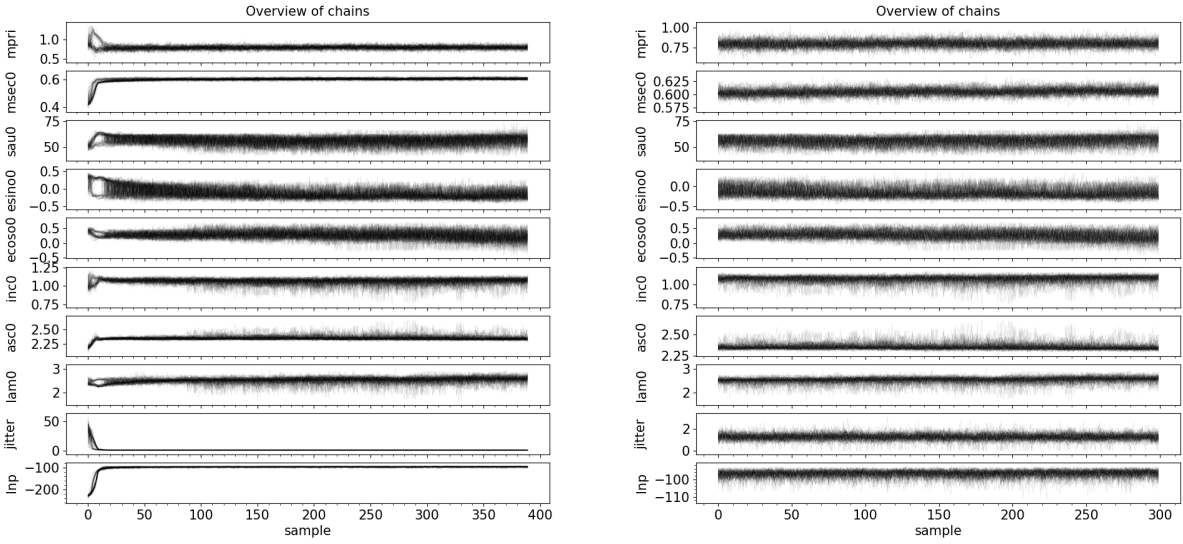 Overview of chains
mpri
1.0
0.5
msec0
0.6
0.4
sau0
75
50
esino0
0.5
0.0
−0.5
ecoso0
0.5
0.0
−0.5
inc0
1.25
1.00
0.75
asc0
2.50
2.25
lam0
3
2
jitter
50
0
lnp
−100
−200
0 50 100 150 200 250 300 350 400
sample
Overview of chains
mpri
1.00
0.75
msec0
0.625
0.600
0.575
sau0
75
50
esino0
0.0
−0.5
ecoso0
0.5
0.0
−0.5
inc0
1.00
0.75
asc0
2.50
2.25
lam0
3
2
jitter
2
0
lnp
−100
−110
0 50 100 150 200 250 300
sample